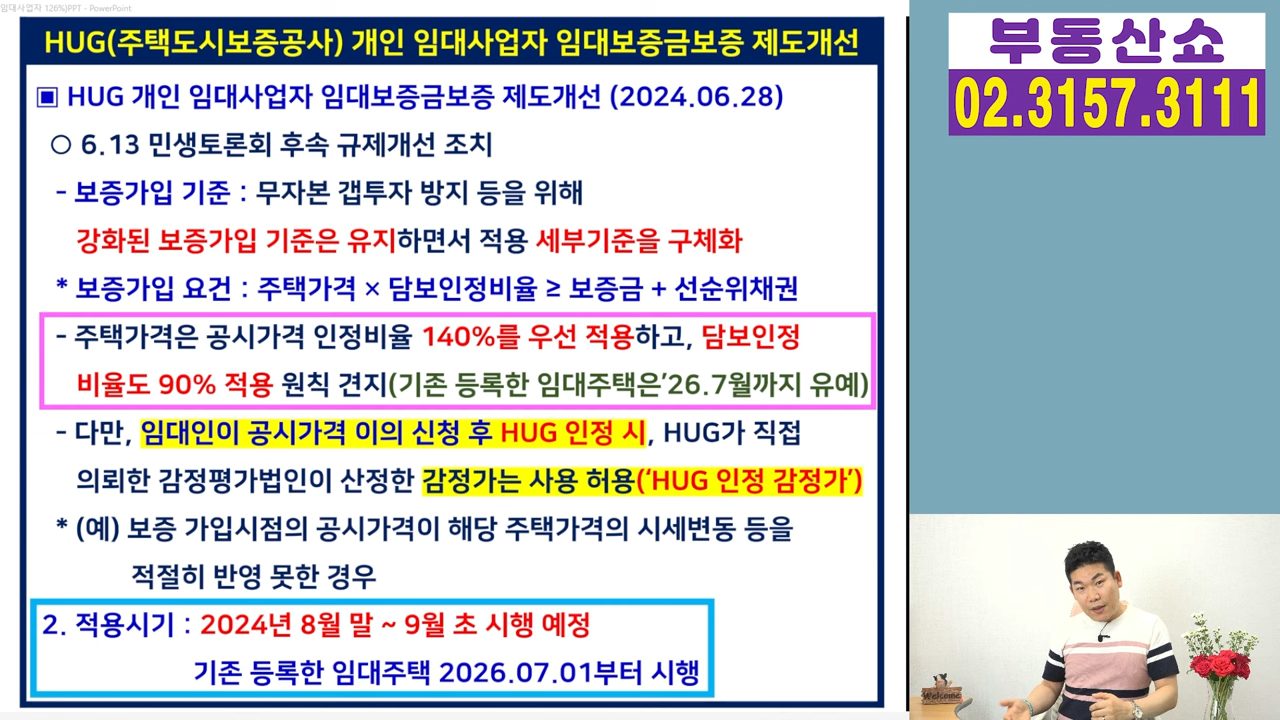 임대사업자 126%)PPT - PowerPoint
HUG(주택도시보증공사) 개인 임대사업자 임대보증금보증 제도개선
▣ HUG 개인 임대사업자 임대보증금보증 제도개선 (2024.06.28)
○ 6.13 민생토론회 후속 규제개선 조치
- 보증가입 기준 : 무자본 갭투자 방지 등을 위해
강화된 보증가입 기준은 유지하면서 적용 세부기준을 구체화
* 보증가입 요건 : 주택가격 × 담보인정비율 ≥ 보증금 + 선순위채권
- 주택가격은 공시가격 인정비율 140%를 우선 적용하고, 담보인정
비율도 90% 적용 원칙 견지(기존 등록한 임대주택은'26.7월까지 유예)
- 다만, 임대인이 공시가격 이의 신청 후 HUG 인정 시, HUG가 직접
의뢰한 감정평가법인이 산정한 감정가는 사용 허용('HUG 인정 감정가')
* (예) 보증 가입시점의 공시가격이 해당 주택가격의 시세변동 등을
적절히 반영 못한 경우
2. 적용시기 : 2024년 8월 말 ~ 9월 초 시행 예정
기존 등록한 임대주택 2026.07.01부터 시행
부동산쇼
02.3157.3111
Welcome